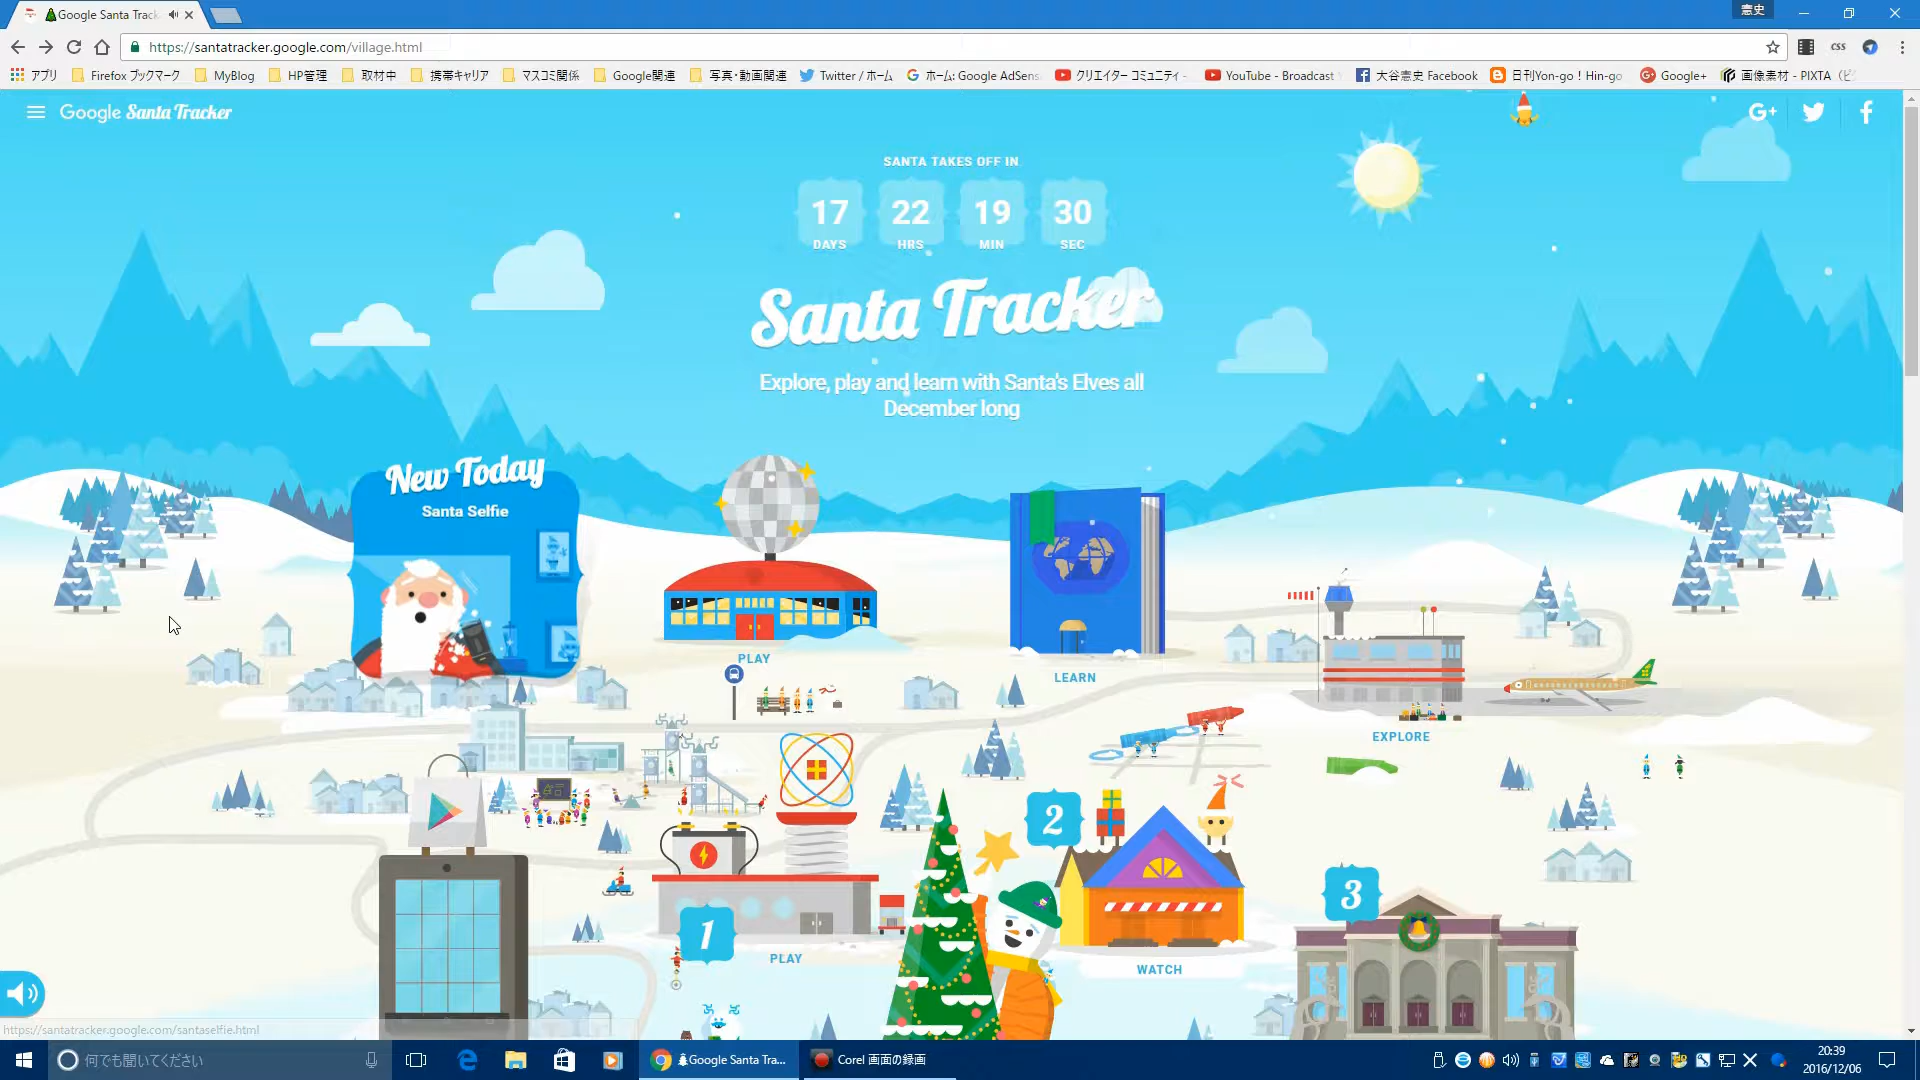 憲史
Google Santa Track
https://santatracker.google.com/village.html
css
アプリ
Firefox ブックマーク
MyBlog
HP管理
取材中
携帯キャリア
マスコミ関係
Google関連
写真・動画関連
Twitter / ホーム
ホーム: Google AdSens
クリエイター コミュニティ -
YouTube - Broadcast
大谷憲史 Facebook
日刊Yon-go！Hin-go
Google+
画像素材 - PIXTA（ピ
Google Santa Tracker
G+
SANTA TAKES OFF IN
17 22 19 30
DAYS HRS MIN SEC
Santa Tracker
Explore, play and learn with Santa's Elves all
December long
New Today
Santa Selfie
PLAY
LEARN
EXPLORE
2
3
1
PLAY
WATCH
https://santatracker.google.com/santaselfie.html
何でも聞いてください
Google Santa Tra...
Corel 画面の録画
20:39
2016/12/06